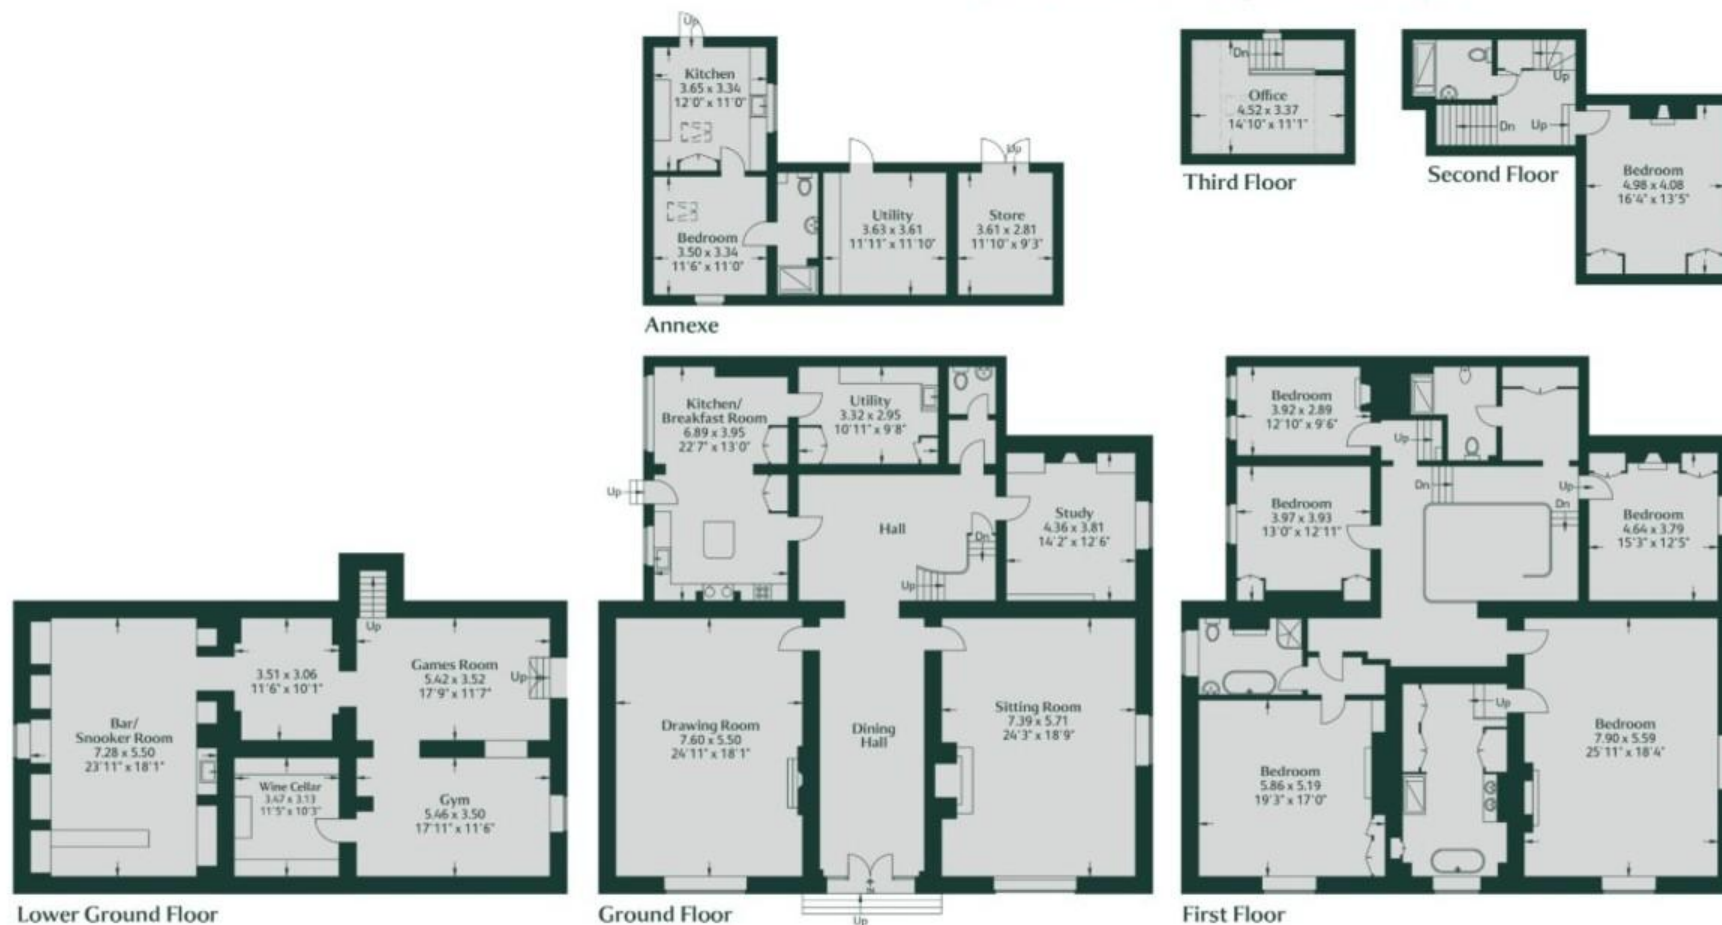 Up
Kitchen
3.65 x 3.34
12'0" x 11'0"
Bedroom
3.50 x 3.34
11'6" x 11'0"
Utility
3.63 x 3.61
11'11" x 11'10"
Up
Store
3.61 x 2.81
11'10" x 9'3"
Annexe
Dn
Office
4.52 x 3.37
14'10" x 11'1"
Third Floor
Up
Dn
Up
Bedroom
4.98 x 4.08
16'4" x 13'5"
Second Floor
Up
Games Room
5.42 x 3.52
17'9" x 11'7"
Up
3.51 x 3.06
11'6" x 10'1"
Bar/
Snooker Room
7.28 x 5.50
23'11" x 18'1"
Wine Cellar
3.47 x 3.13
11'5" x 10'3"
Gym
5.46 x 3.50
17'11" x 11'6"
Lower Ground Floor
Kitchen/
Breakfast Room
6.89 x 3.95
22'7" x 13'0"
Utility
3.32 x 2.95
10'11" x 9'8"
Up
Hall
Dn
Up
Study
4.36 x 3.81
14'2" x 12'6"
Drawing Room
7.60 x 5.50
24'11" x 18'1"
Dining
Hall
Sitting Room
7.39 x 5.71
24'3" x 18'9"
Up
Ground Floor
Bedroom
3.92 x 2.89
12'10" x 9'6"
Up
Dn
Up
Dn
Bedroom
3.97 x 3.93
13'0" x 12'11"
Bedroom
4.64 x 3.79
15'3" x 12'5"
Up
Bedroom
7.90 x 5.59
25'11" x 18'4"
Bedroom
5.86 x 5.19
19'3" x 17'0"
First Floor